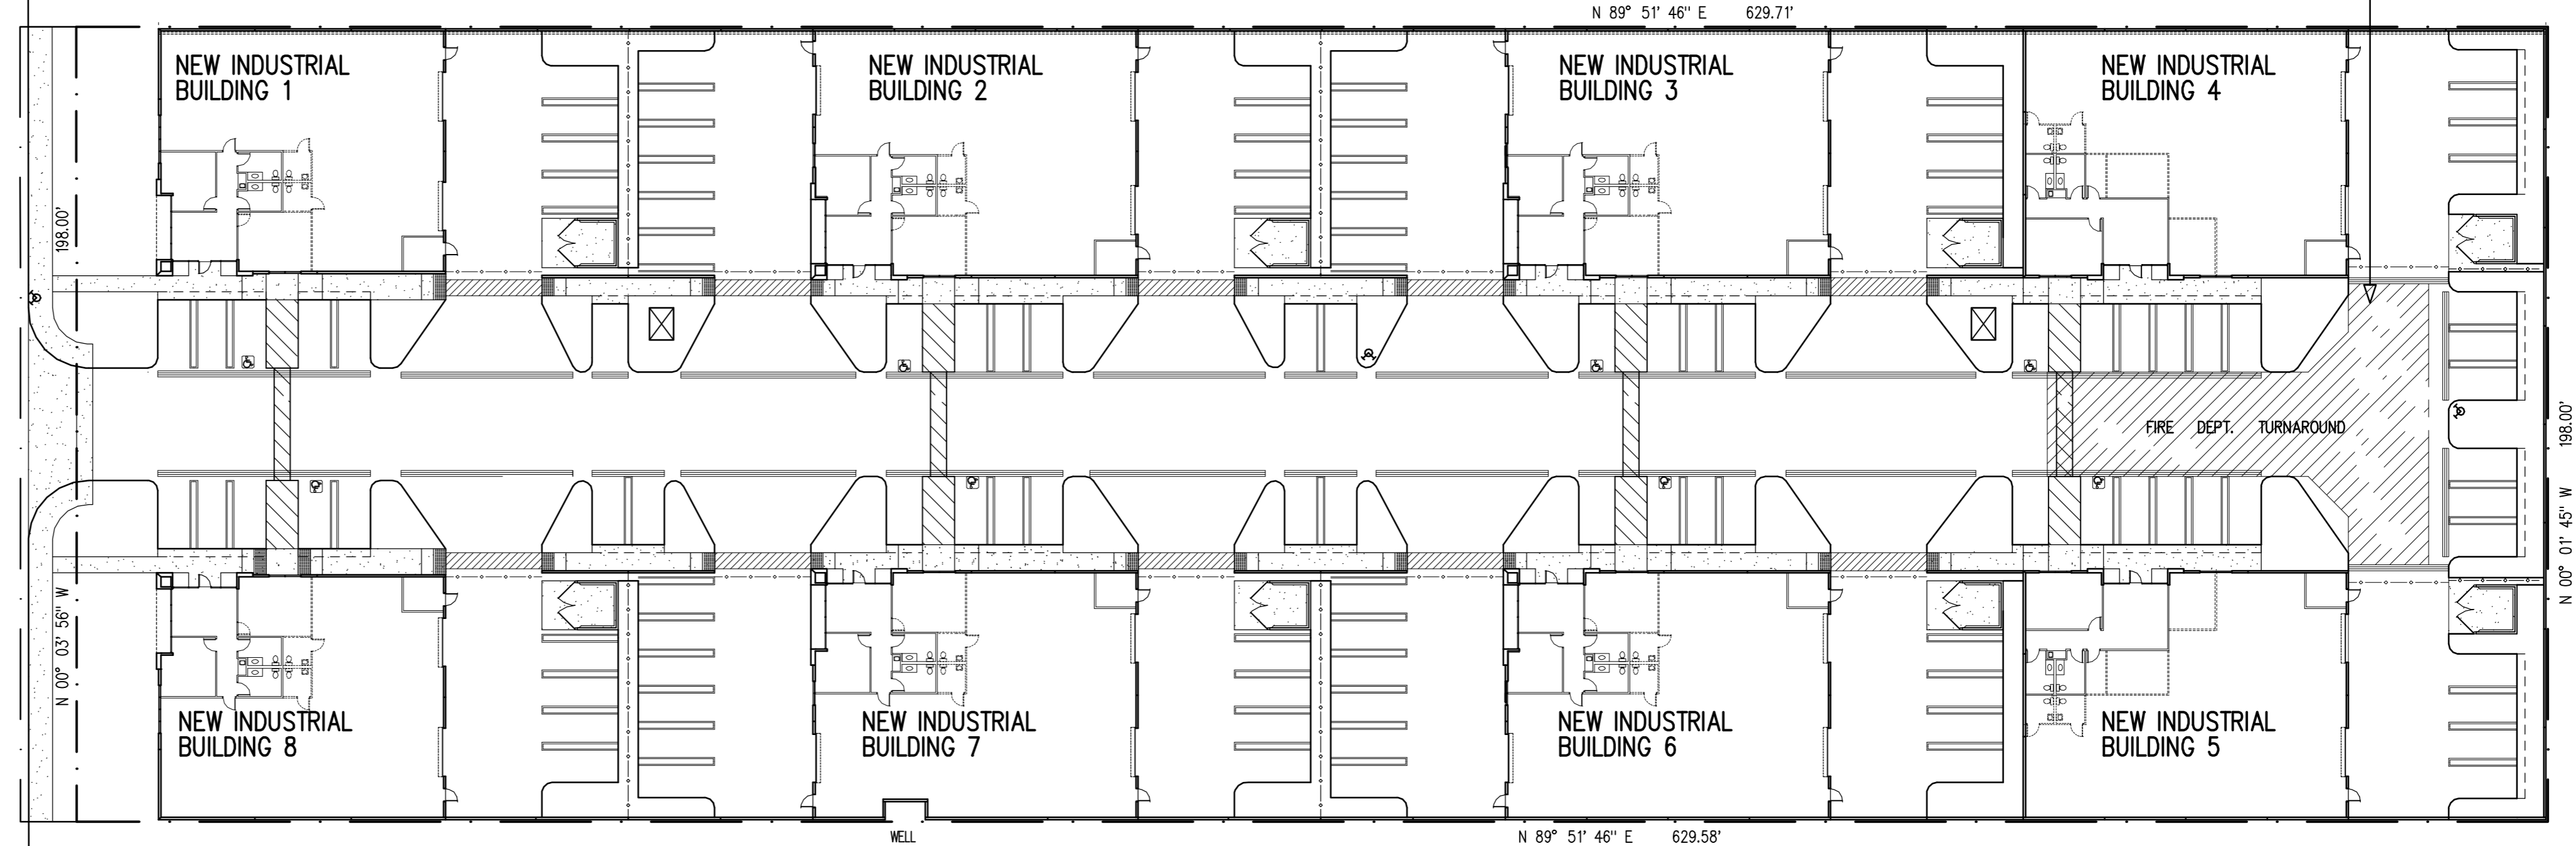 N 89° 51' 46" E 629.71'
NEW INDUSTRIAL
BUILDING 1
NEW INDUSTRIAL
BUILDING 2
NEW INDUSTRIAL
BUILDING 3
NEW INDUSTRIAL
BUILDING 4
198.00'
N 00° 03' 56" W
FIRE DEPT. TURNAROUND
198.00'
N 00° 01' 45" W
NEW INDUSTRIAL
BUILDING 8
NEW INDUSTRIAL
BUILDING 7
NEW INDUSTRIAL
BUILDING 6
NEW INDUSTRIAL
BUILDING 5
WELL
N 89° 51' 46" E 629.58'